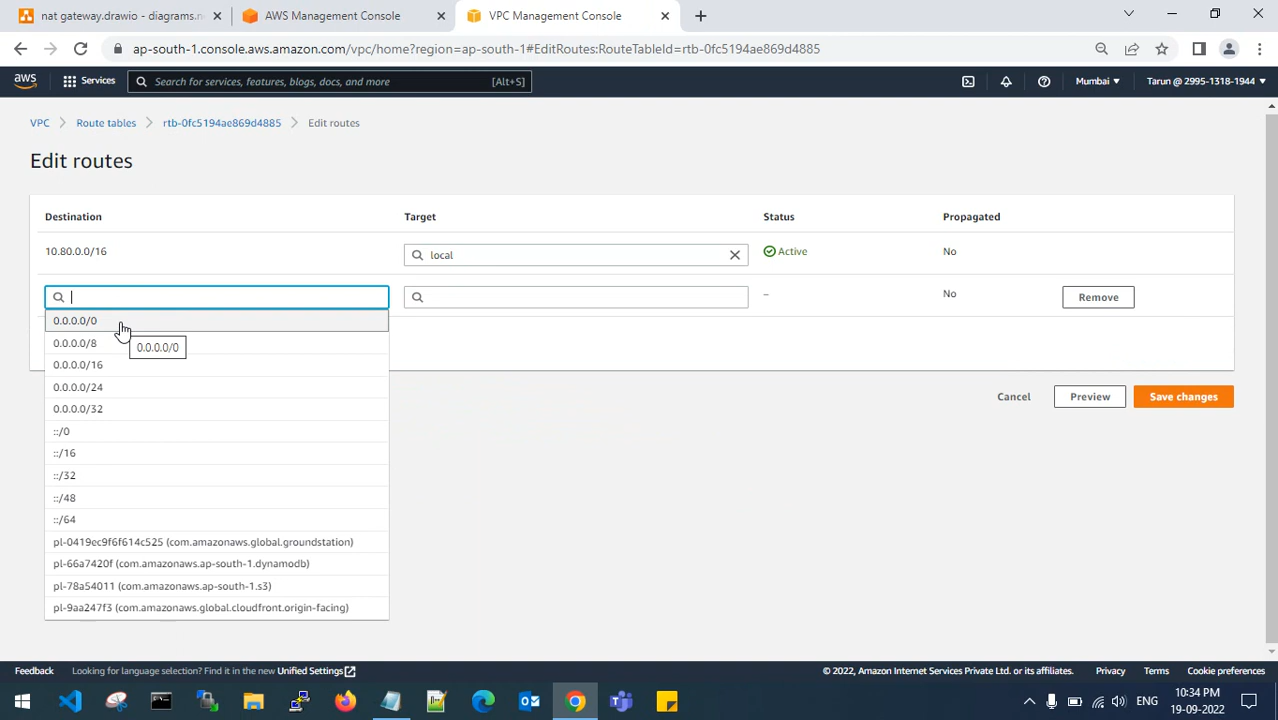 nat gateway.drawio - diagrams.ne
AWS Management Console
VPC Management Console
ap-south-1.console.aws.amazon.com/vpc/home?region=ap-south-1#EditRoutes:RouteTableId=rtb-0fc5194ae869d4885
aws
Services
Search for services, features, blogs, docs, and more
[Alt+S]
Mumbai
Tarun @ 2995-1318-1944
VPC
Route tables
rtb-0fc5194ae869d4885
Edit routes
Edit routes
Destination
Target
Status
Propagated
10.80.0.0/16
local
Active
No
–
No
Remove
0.0.0.0/0
0.0.0.0/0
0.0.0.0/8
0.0.0.0/16
0.0.0.0/24
0.0.0.0/32
::/0
::/16
::/32
::/48
::/64
pl-0419ec9f6f614c525 (com.amazonaws.global.groundstation)
pl-66a7420f (com.amazonaws.ap-south-1.dynamodb)
pl-78a54011 (com.amazonaws.ap-south-1.s3)
pl-9aa247f3 (com.amazonaws.global.cloudfront.origin-facing)
Cancel
Preview
Save changes
Feedback
Looking for language selection? Find it in the new Unified Settings
© 2022, Amazon Internet Services Private Ltd. or its affiliates.
Privacy
Terms
Cookie preferences
ENG
10:34 PM
19-09-2022